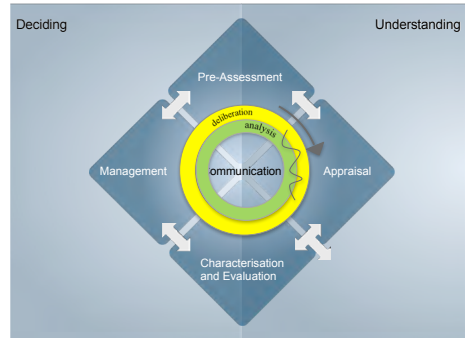 Deciding
Understanding
Pre-Assessment
deliberation
analysis
Management
ommunication
Appraisal
Characterisation
and Evaluation